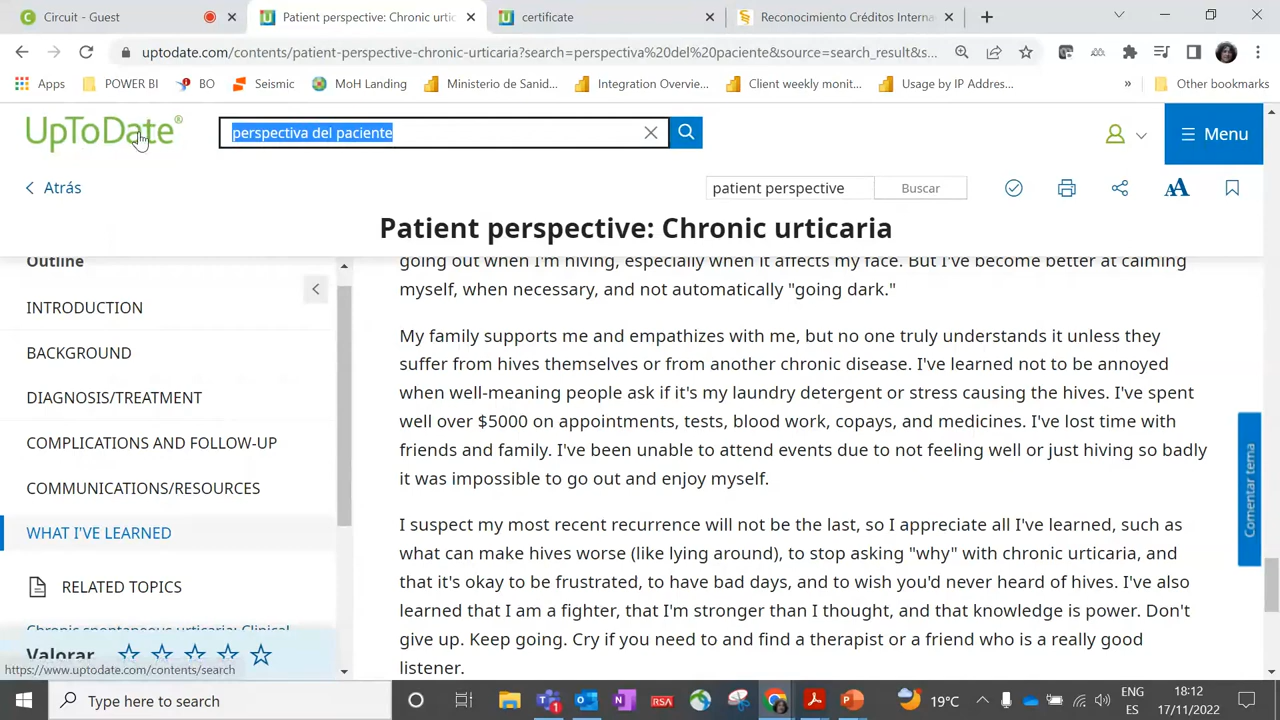 Circuit - Guest
Patient perspective: Chronic urtic
certificate
Reconocimiento Créditos Interna
uptodate.com/contents/patient-perspective-chronic-urticaria?search=perspectiva%20del%20paciente&source=search_result&s...
Apps
POWER BI
BO
Seismic
MoH Landing
Ministerio de Sanid...
Integration Overvie...
Client weekly monit...
Usage by IP Addres...
»
Other bookmarks
UpToDate®
perspectiva del paciente
Menu
Atrás
patient perspective
Buscar
Patient perspective: Chronic urticaria
Outline
INTRODUCTION
BACKGROUND
DIAGNOSIS/TREATMENT
COMPLICATIONS AND FOLLOW-UP
COMMUNICATIONS/RESOURCES
WHAT I'VE LEARNED
RELATED TOPICS
Chronic spontaneous urticaria: Clinical
Valorar
https://www.uptodate.com/contents/search
going out when I'm hiving, especially when it affects my face. But I've become better at calming
myself, when necessary, and not automatically "going dark."
My family supports me and empathizes with me, but no one truly understands it unless they
suffer from hives themselves or from another chronic disease. I've learned not to be annoyed
when well-meaning people ask if it's my laundry detergent or stress causing the hives. I've spent
well over $5000 on appointments, tests, blood work, copays, and medicines. I've lost time with
friends and family. I've been unable to attend events due to not feeling well or just hiving so badly
it was impossible to go out and enjoy myself.
I suspect my most recent recurrence will not be the last, so I appreciate all I've learned, such as
what can make hives worse (like lying around), to stop asking "why" with chronic urticaria, and
that it's okay to be frustrated, to have bad days, and to wish you'd never heard of hives. I've also
learned that I am a fighter, that I'm stronger than I thought, and that knowledge is power. Don't
give up. Keep going. Cry if you need to and find a therapist or a friend who is a really good
listener.
Comentar tema
Type here to search
RSA
19°C
ENG
ES
18:12
17/11/2022